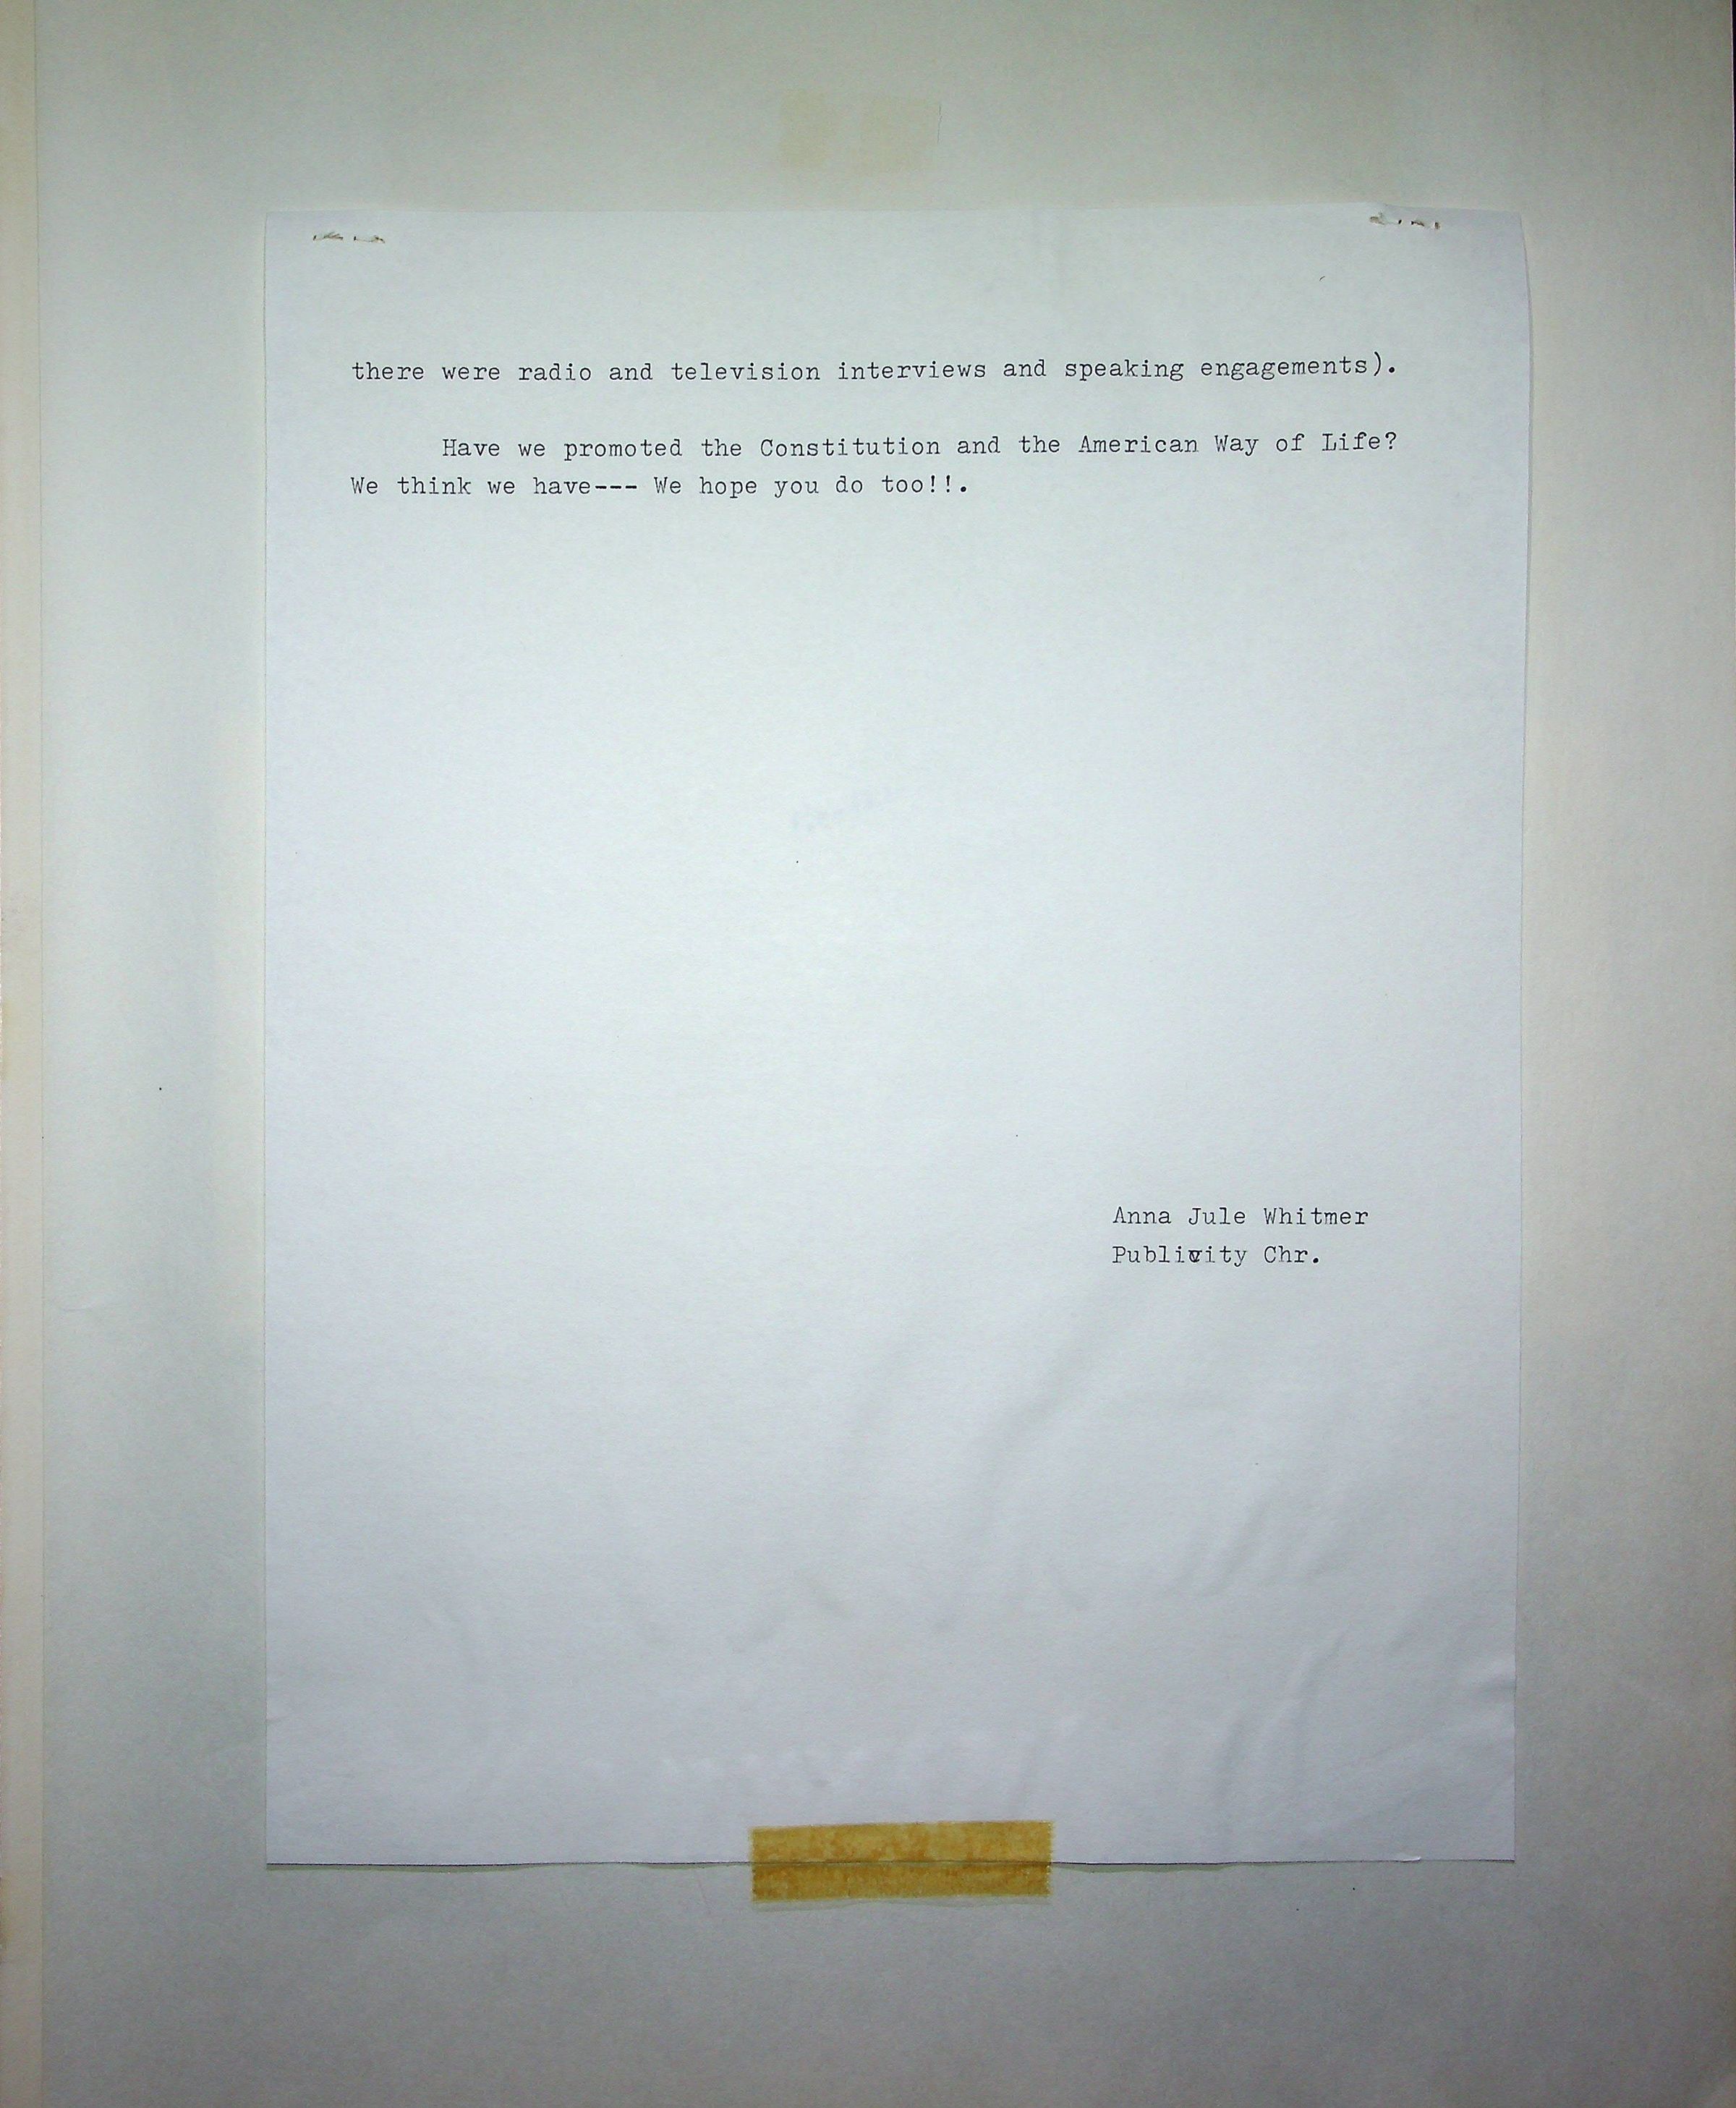 there were radio and television interviews and speaking engagements).
Have we promoted the Constitution and the American Way of Life?
We think we have--- We hope you do too!!.
Anna Jule Whitmer
Publicity Chr.